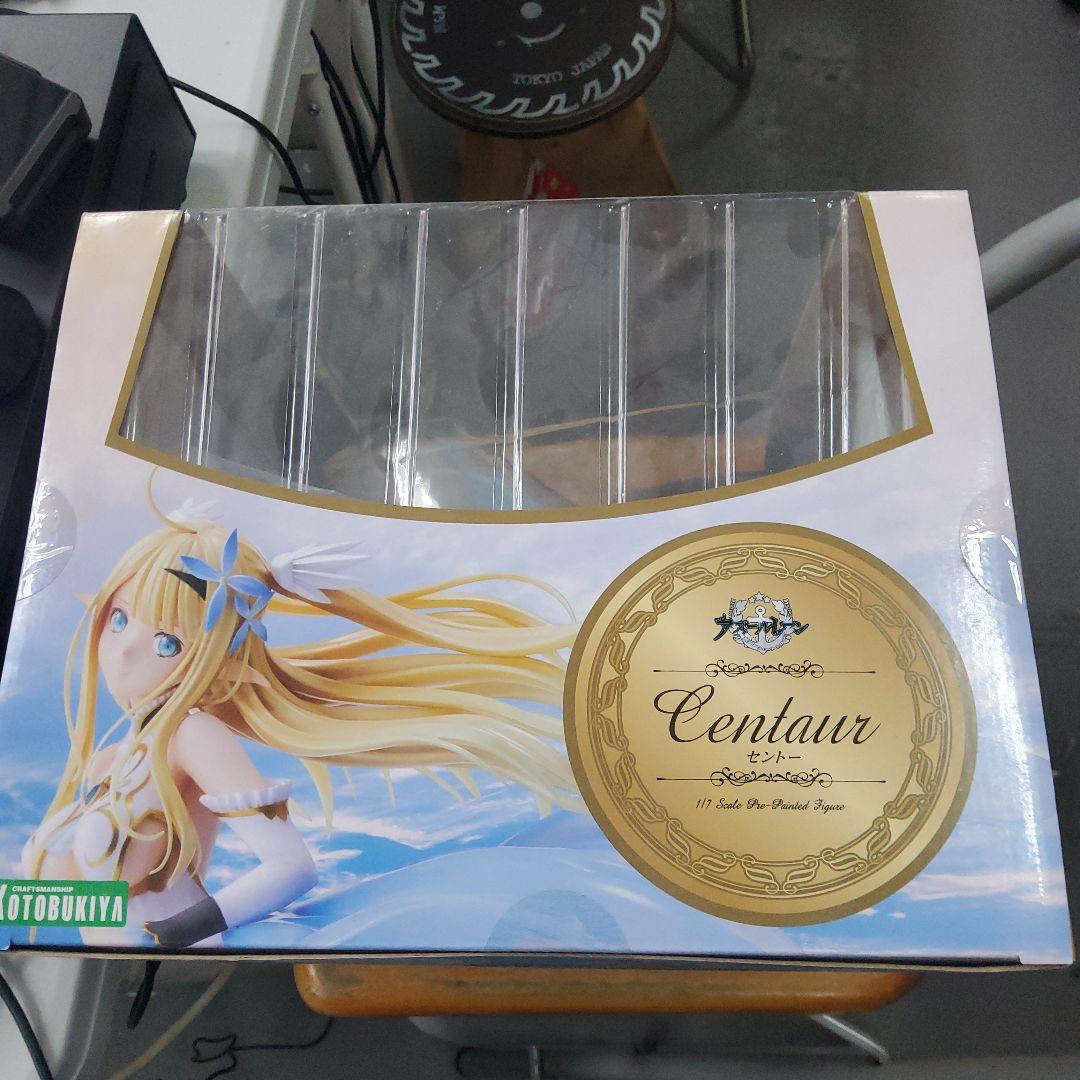 M&M
TOKYO JAPAN
アズールレーン
Centaur
セントー
1/7 Scale Pre-Painted Figure
CRAFTSMANSHIP
KOTOBUKIYA